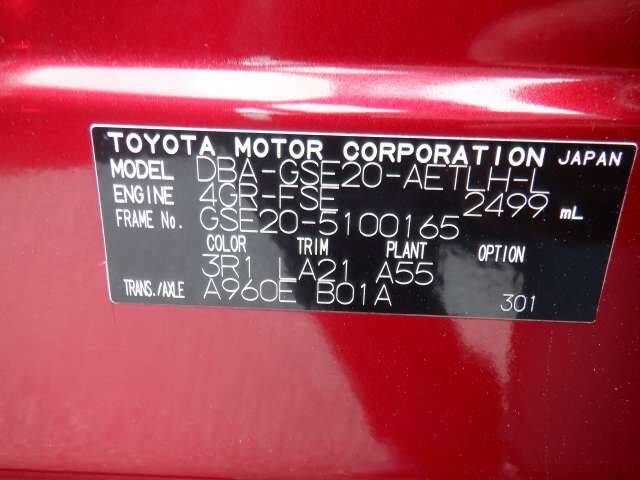 TOYOTA MOTOR CORPORATION JAPAN
MODEL DBA-GSE20-AETLH-L
ENGINE 4GR-FSE 2499 mL
FRAME No. GSE20-5100165
COLOR TRIM PLANT OPTION
3R1 LA21 A55
TRANS./AXLE A960E B01A 301